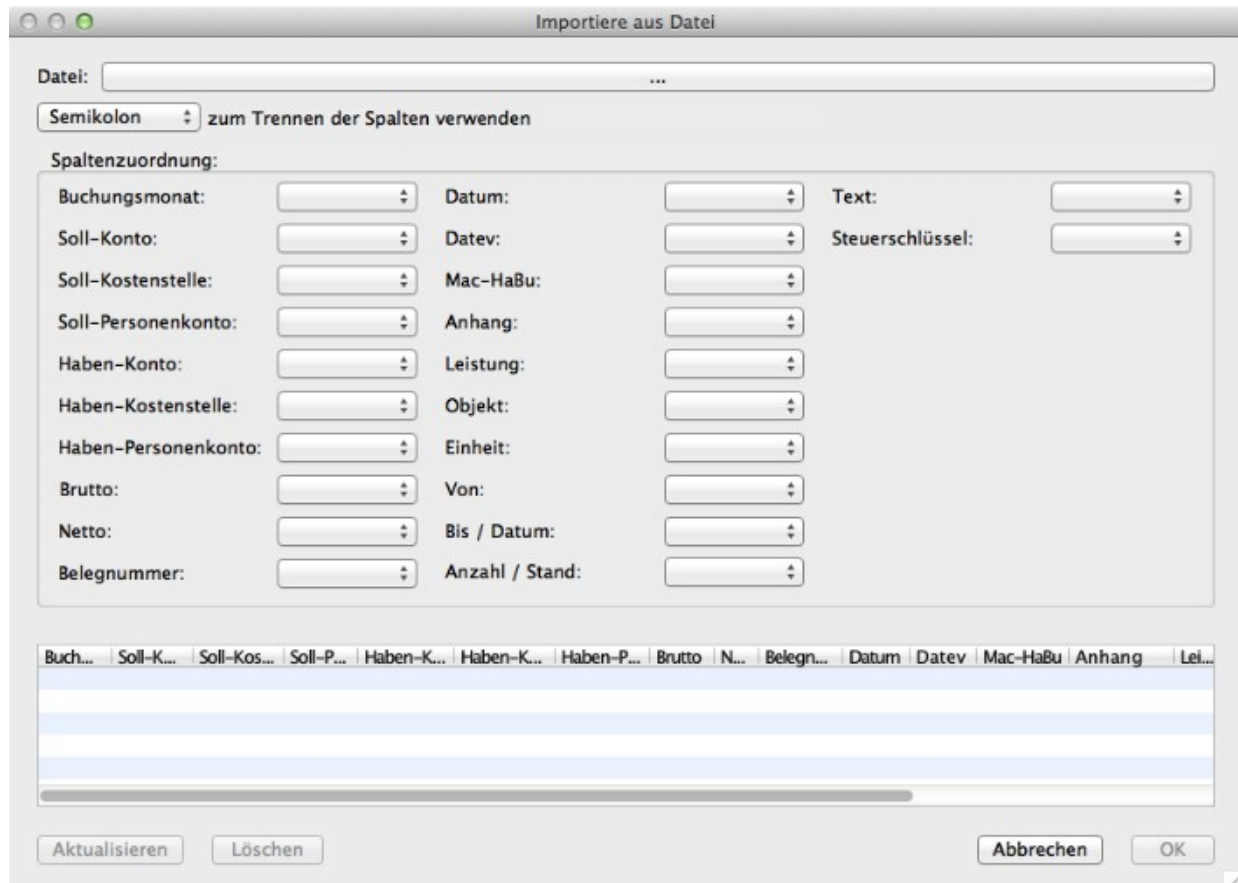 Importiere aus Datei
Datei: ...
Semikolon zum Trennen der Spalten verwenden
Spaltenzuordnung:
Buchungsmonat: Datum: Text:
Soll-Konto: Datev: Steuerschlüssel:
Soll-Kostenstelle: Mac-HaBu:
Soll-Personenkonto: Anhang:
Haben-Konto: Leistung:
Haben-Kostenstelle: Objekt:
Haben-Personenkonto: Einheit:
Brutto: Von:
Netto: Bis / Datum:
Belegnummer: Anzahl / Stand:
Buch... Soll-K... Soll-Kos... Soll-P... Haben-K... Haben-K... Haben-P... Brutto N... Belegn... Datum Datev Mac-HaBu Anhang Lei...
Aktualisieren Löschen Abbrechen OK